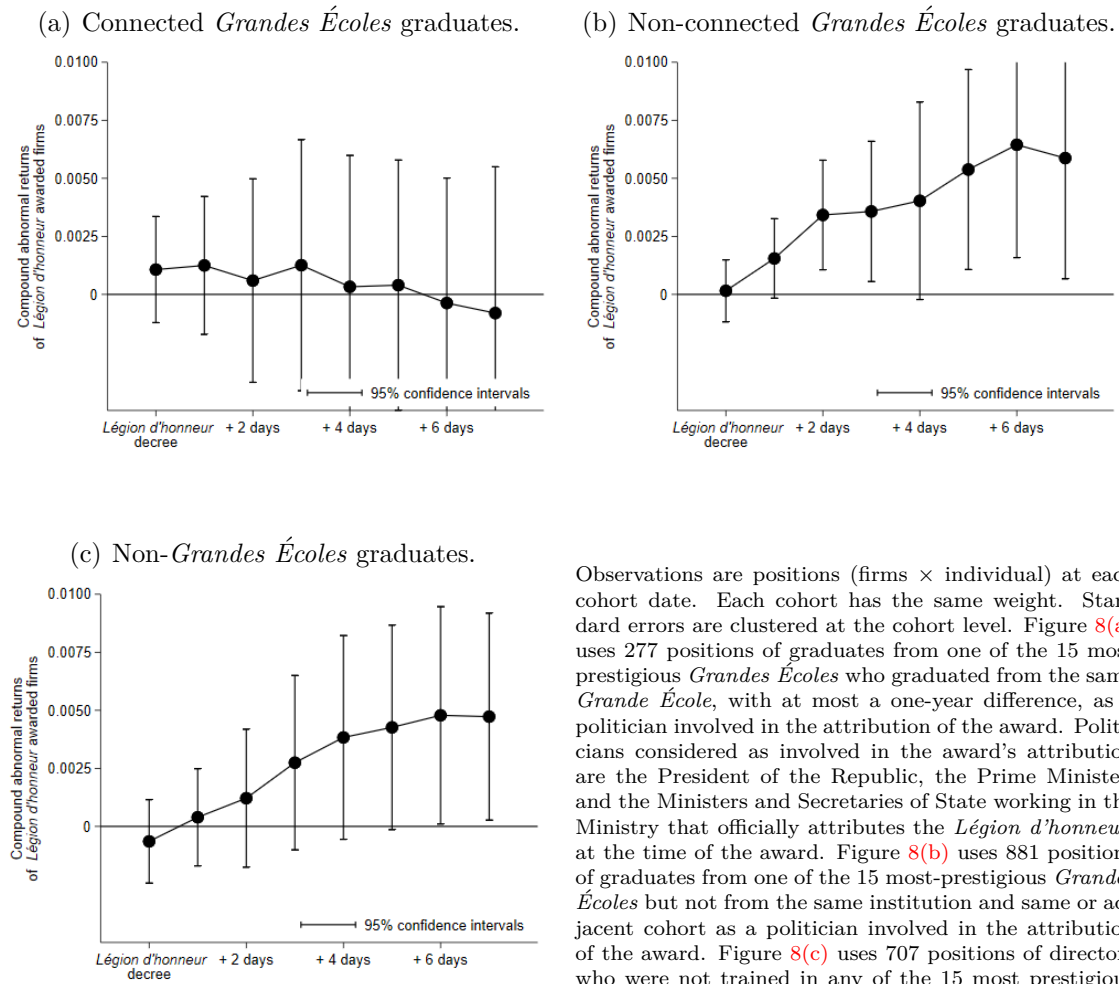 (a) Connected Grandes Écoles graduates.
0.0100
0.0075
0.0050
0.0025
0
Compound abnormal returns
of Légion d'honneur awarded firms
95% confidence intervals
Légion d'honneur
decree
+ 2 days
+ 4 days
+ 6 days
(b) Non-connected Grandes Écoles graduates.
0.0100
0.0075
0.0050
0.0025
0
Compound abnormal returns
of Légion d'honneur awarded firms
95% confidence intervals
Légion d'honneur
decree
+ 2 days
+ 4 days
+ 6 days
(c) Non-Grandes Écoles graduates.
0.0100
0.0075
0.0050
0.0025
0
Compound abnormal returns
of Légion d'honneur awarded firms
95% confidence intervals
Légion d'honneur
decree
+ 2 days
+ 4 days
+ 6 days
Observations are positions (firms × individual) at eac
cohort date. Each cohort has the same weight. Stan
dard errors are clustered at the cohort level. Figure 8(a
uses 277 positions of graduates from one of the 15 mos
prestigious Grandes Écoles who graduated from the sam
Grande École, with at most a one-year difference, as
politician involved in the attribution of the award. Polit
cians considered as involved in the award's attribution
are the President of the Republic, the Prime Ministe
and the Ministers and Secretaries of State working in th
Ministry that officially attributes the Légion d'honneu
at the time of the award. Figure 8(b) uses 881 position
of graduates from one of the 15 most-prestigious Grande
Écoles but not from the same institution and same or ad
jacent cohort as a politician involved in the attribution
of the award. Figure 8(c) uses 707 positions of director
who were not trained in any of the 15 most prestigious